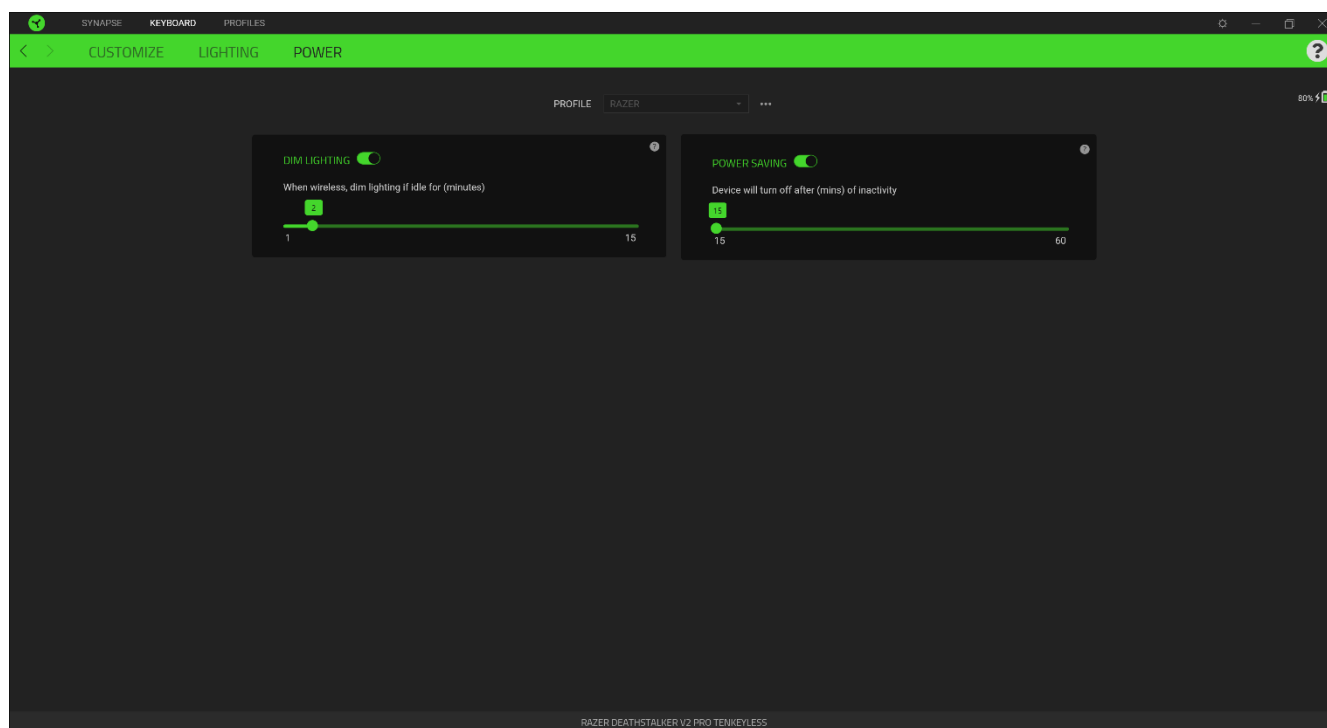 SYNAPSE KEYBOARD PROFILES
CUSTOMIZE LIGHTING POWER ?
PROFILE RAZER
80%
DIM LIGHTING ?
When wireless, dim lighting if idle for (minutes)
2
1 15
POWER SAVING ?
Device will turn off after (mins) of inactivity
15
15 60
RAZER DEATHSTALKER V2 PRO TENKEYLESS